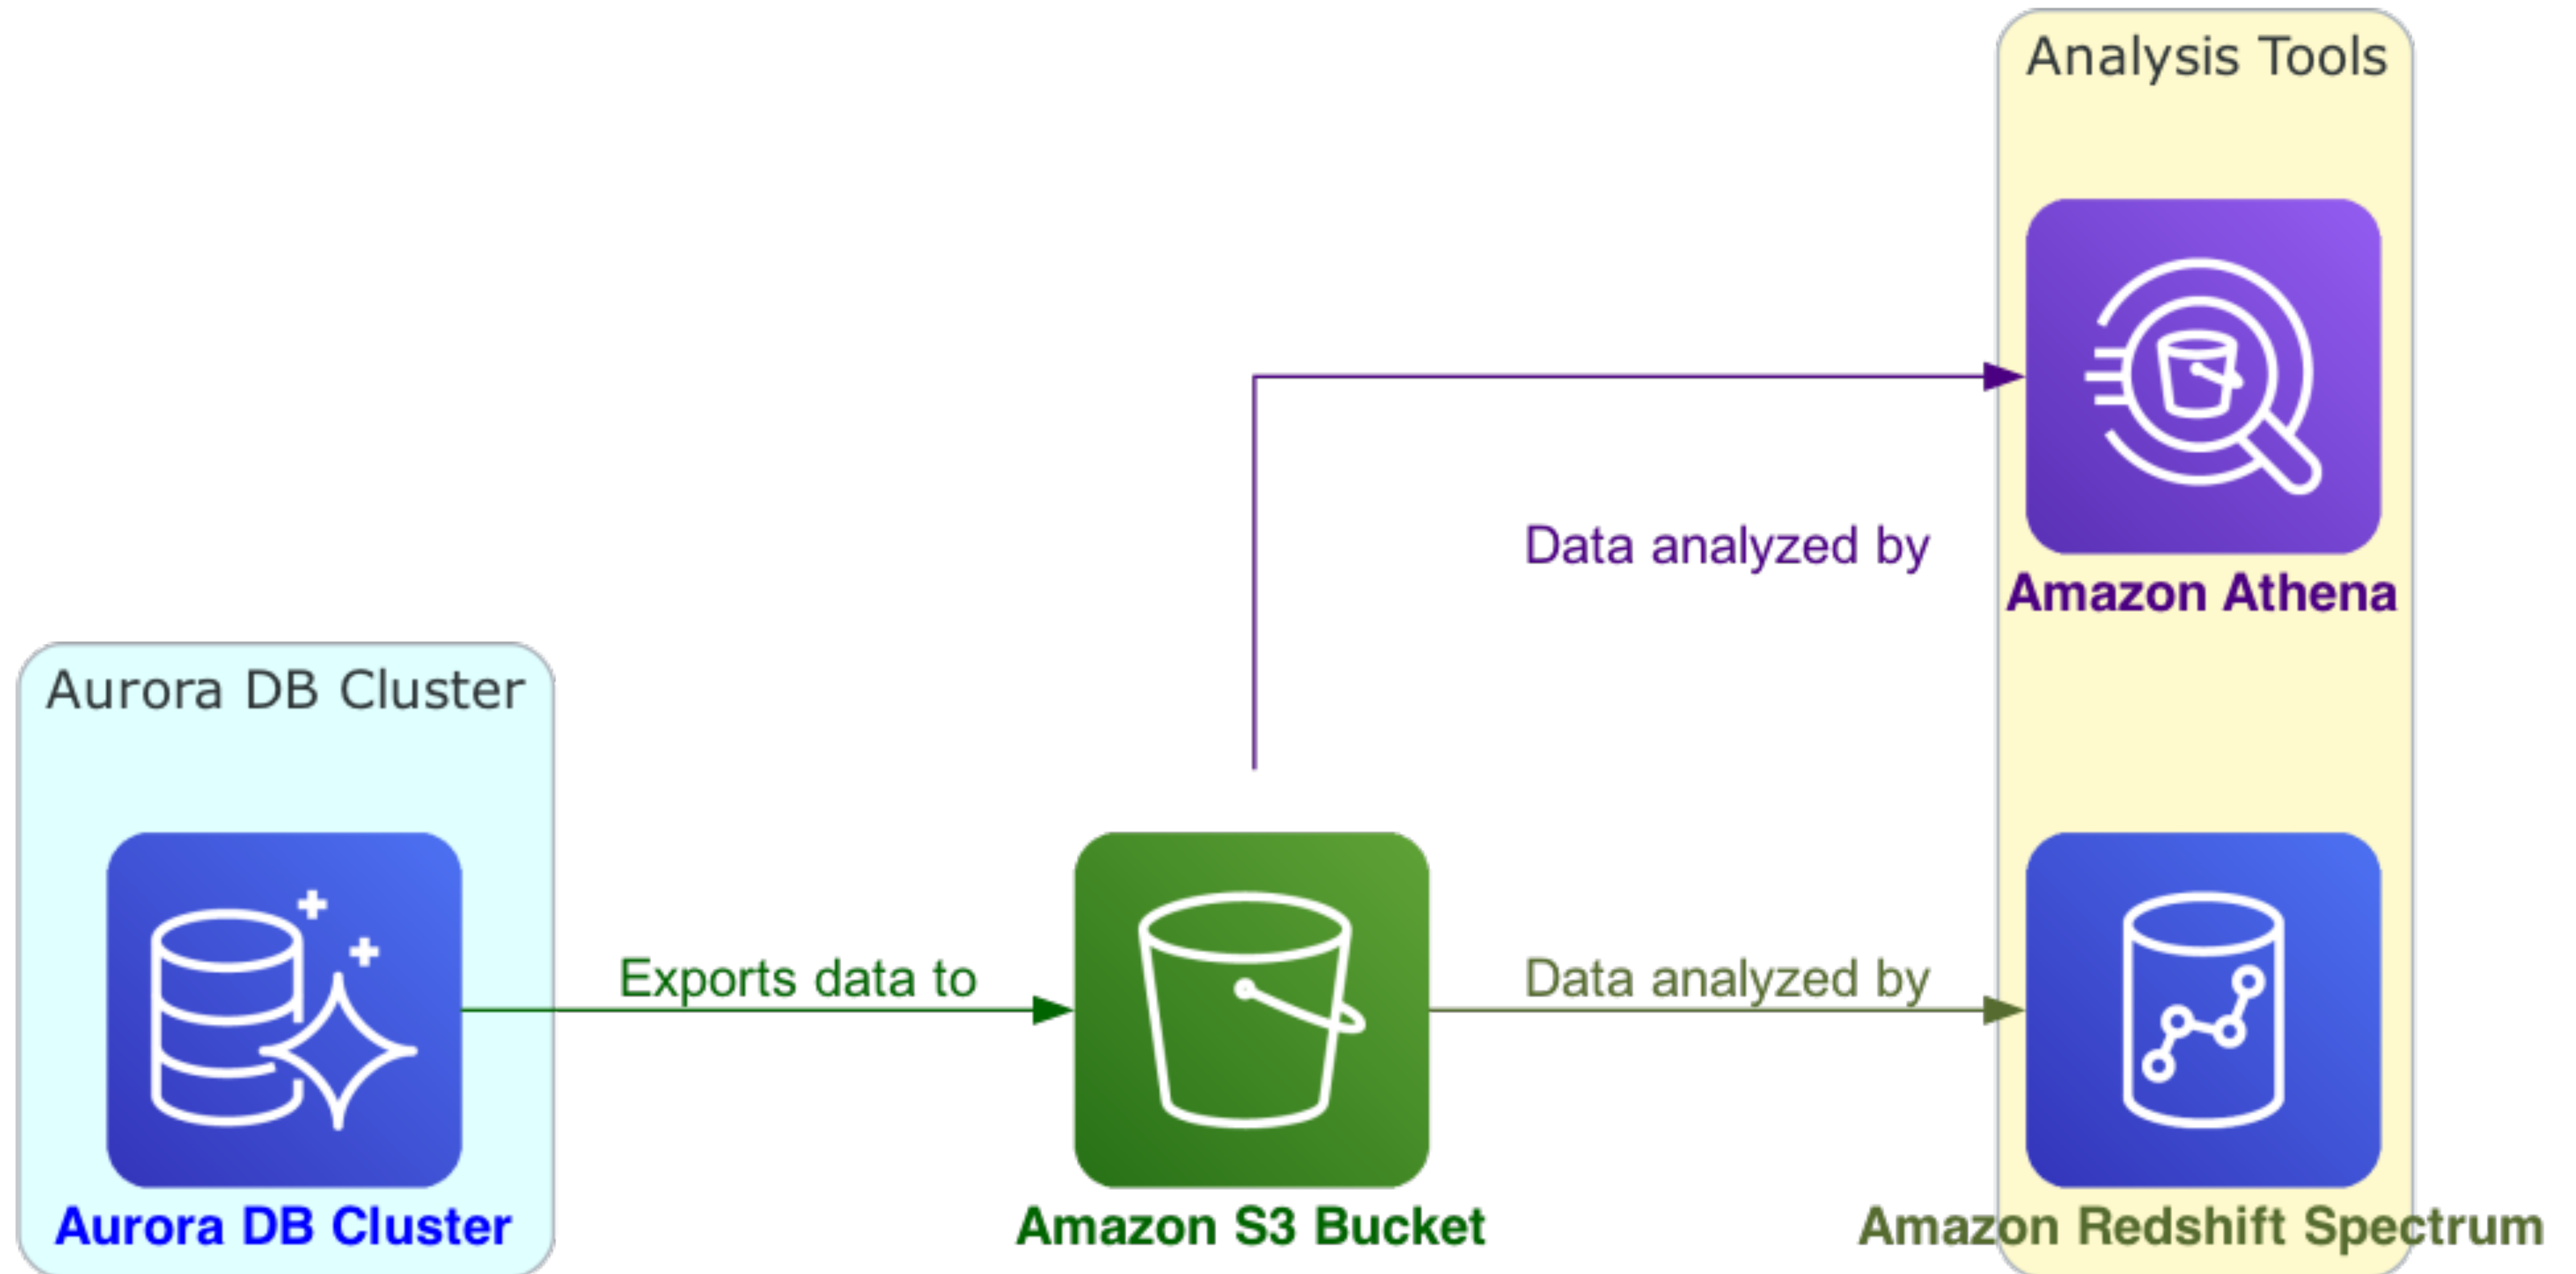 Analysis Tools
Data analyzed by
Amazon Athena
Aurora DB Cluster
Exports data to
Data analyzed by
Aurora DB Cluster
Amazon S3 Bucket
Amazon Redshift Spectrum